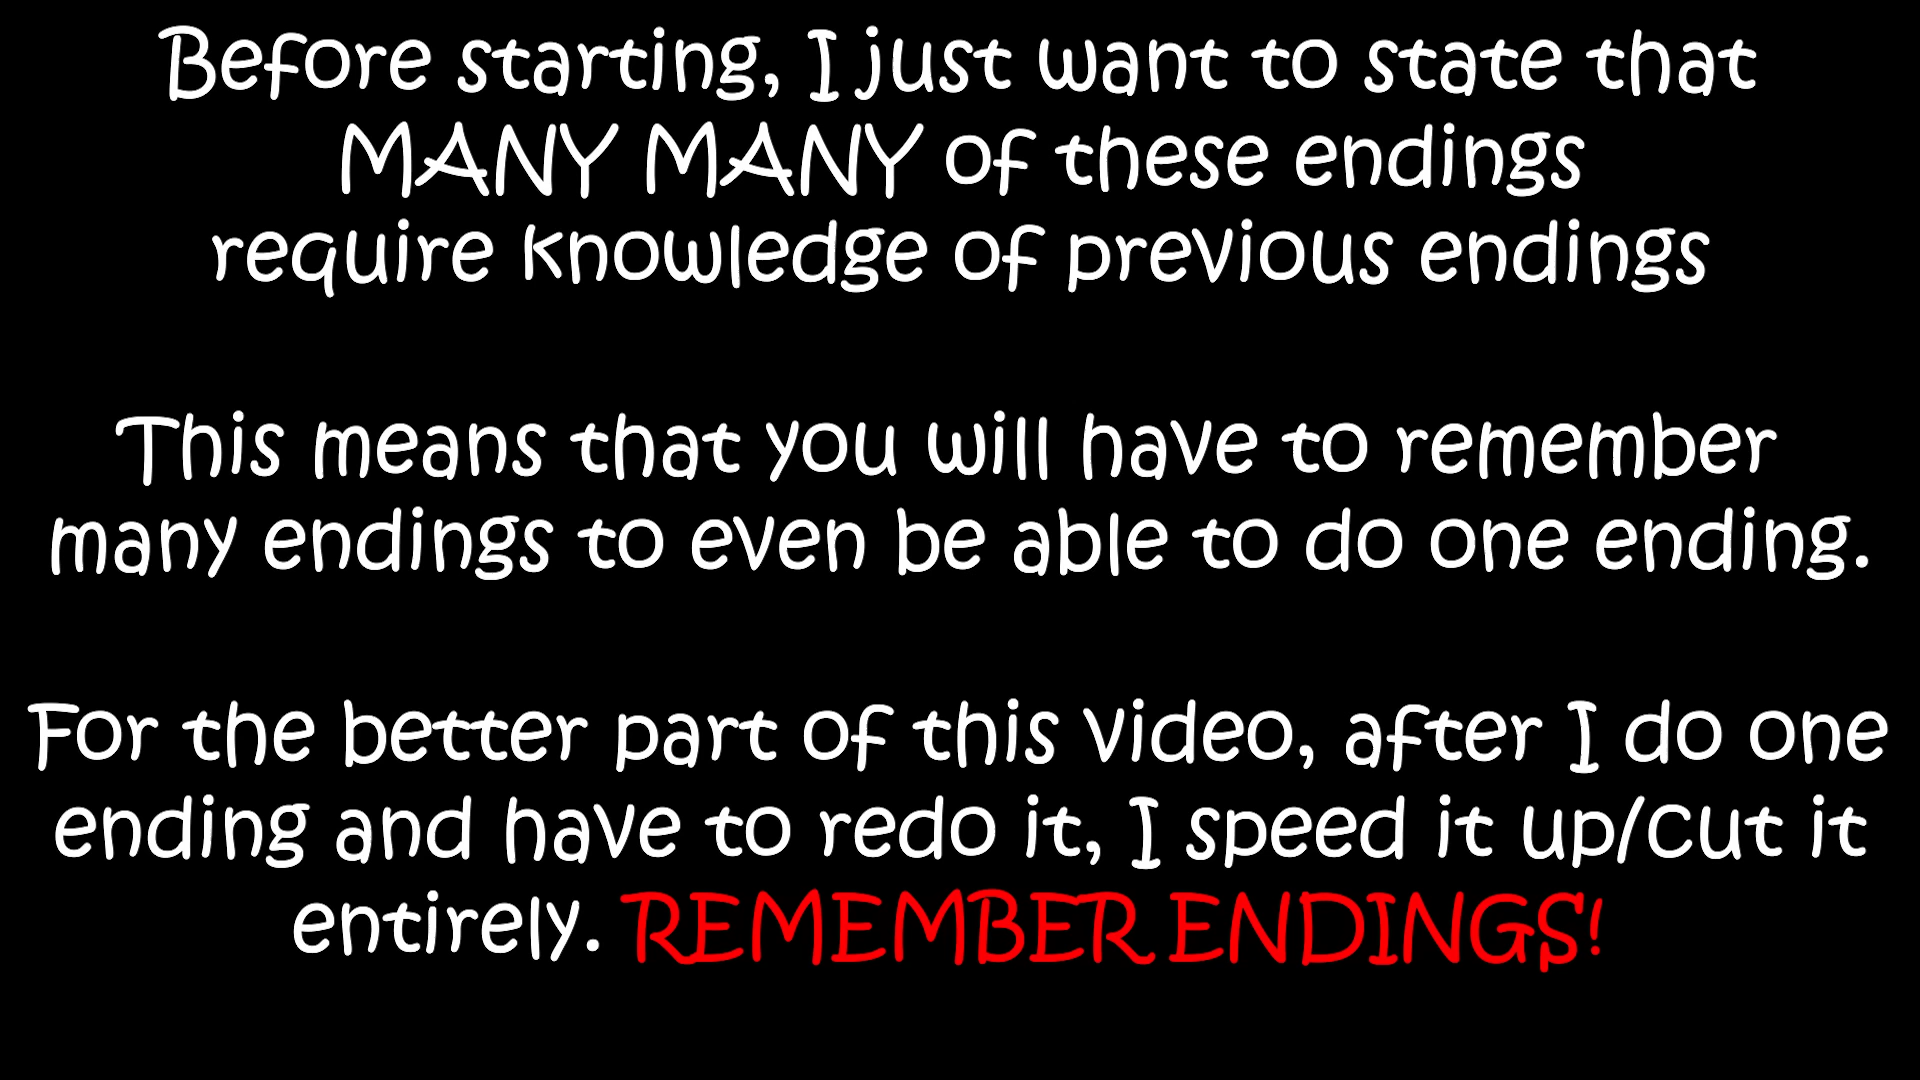 Before starting, I just want to state that
MANY MANY of these endings
require knowledge of previous endings
This means that you will have to remember
many endings to even be able to do one ending.
For the better part of this video, after I do one
ending and have to redo it, I speed it up/cut it
entirely. REMEMBER ENDINGS!